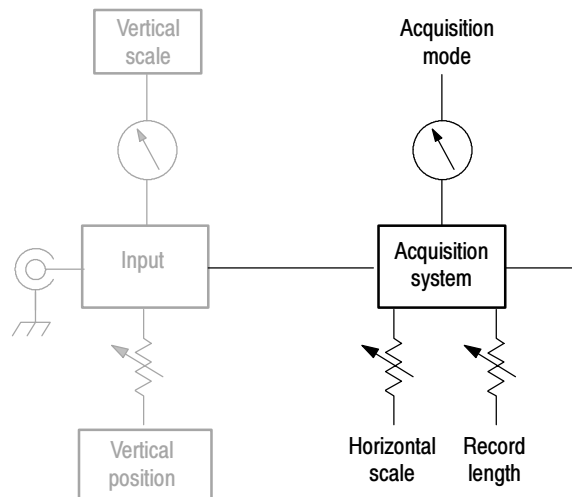 Vertical
scale
Acquisition
mode
Input
Acquisition
system
Vertical
position
Horizontal
scale
Record
length